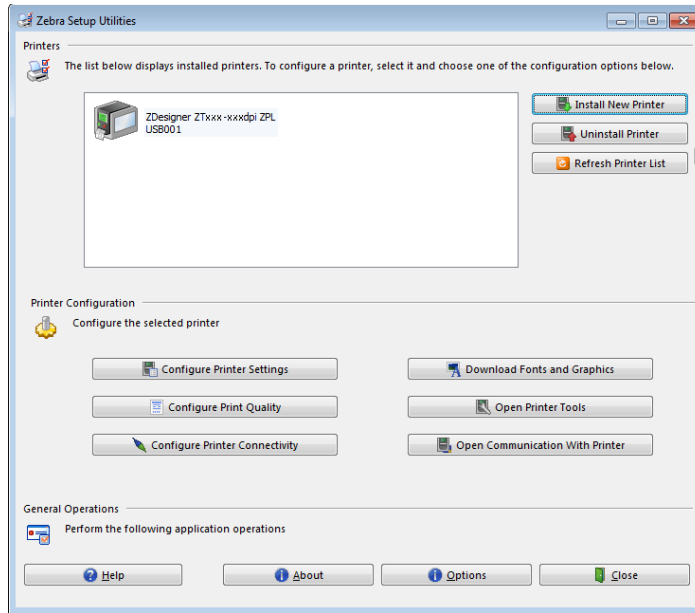 Zebra Setup Utilities
Printers
The list below displays installed printers. To configure a printer, select it and choose one of the configuration options below.
ZDesigner ZTxxx-xxxdpi ZPL
USB001
Install New Printer
Uninstall Printer
Refresh Printer List
Printer Configuration
Configure the selected printer
Configure Printer Settings
Download Fonts and Graphics
Configure Print Quality
Open Printer Tools
Configure Printer Connectivity
Open Communication With Printer
General Operations
Perform the following application operations
Help
About
Options
Close